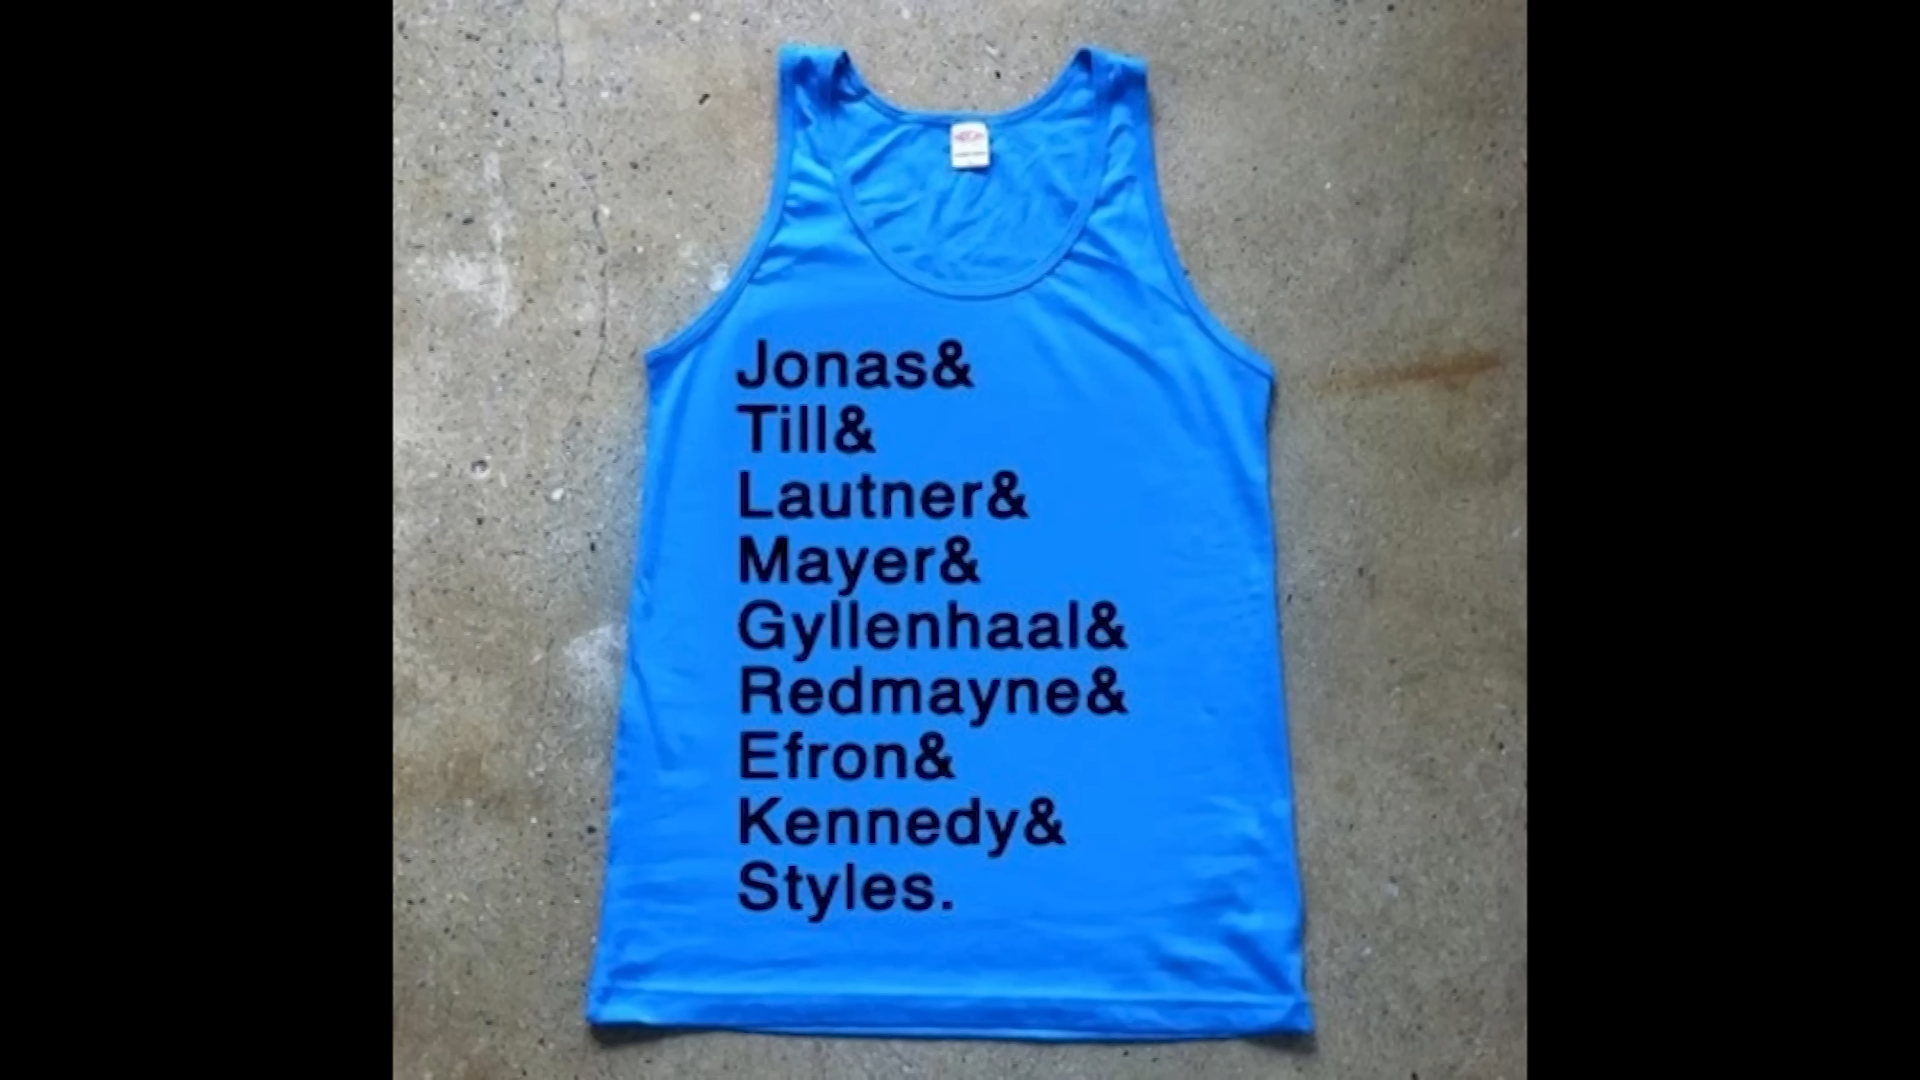 Jonas&
Till&
Lautner&
Mayer&
Gyllenhaal&
Redmayne&
Efron&
Kennedy&
Styles.